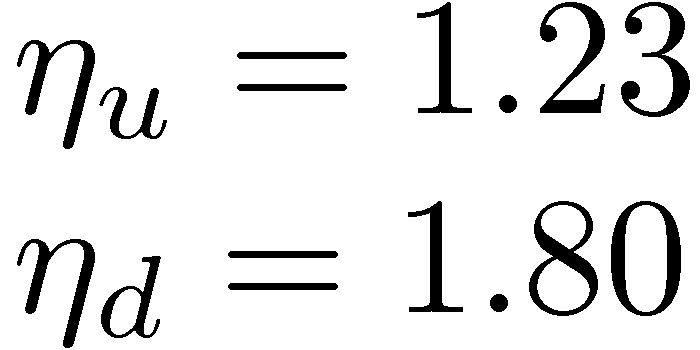 η_u = 1.23
η_d = 1.80